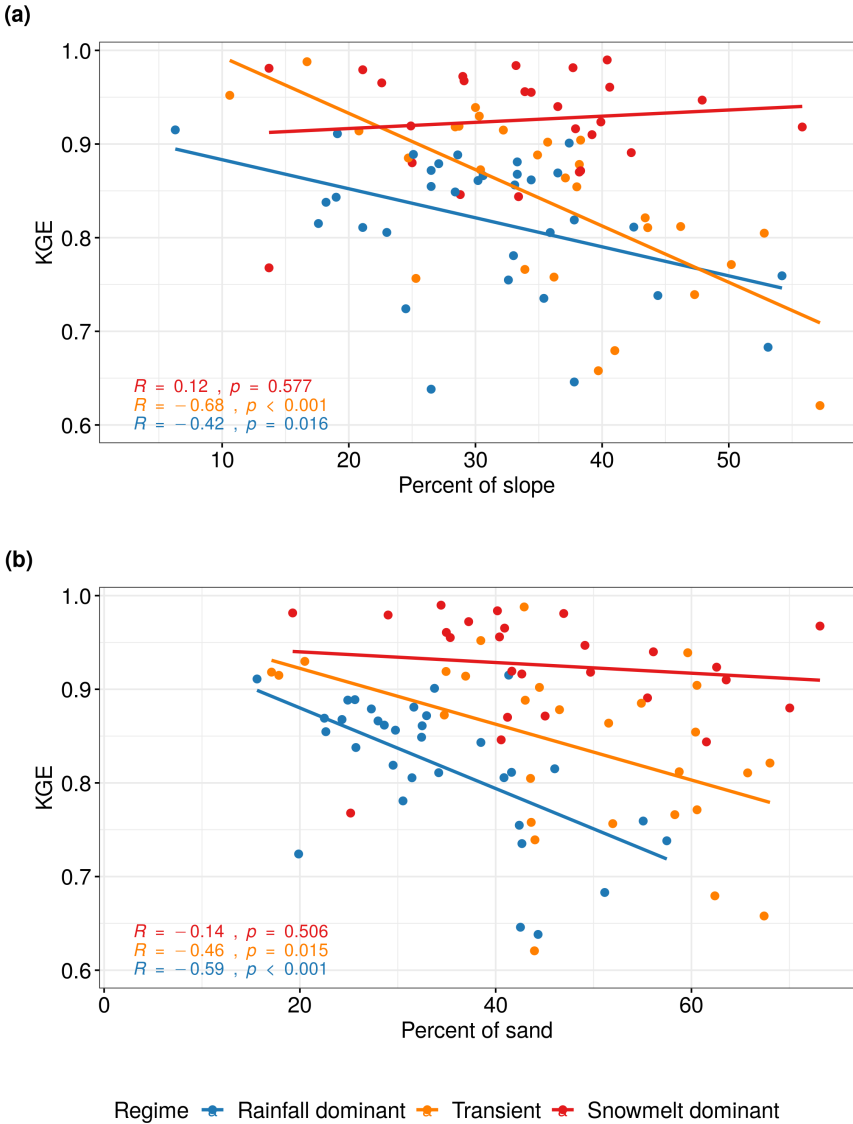 (a)
1.0
0.9
0.8
0.7
0.6
KGE
R = 0.12 , p = 0.577
R = −0.68 , p < 0.001
R = −0.42 , p = 0.016
10 20 30 40 50
Percent of slope
(b)
1.0
0.9
0.8
0.7
0.6
KGE
R = −0.14 , p = 0.506
R = −0.46 , p = 0.015
R = −0.59 , p < 0.001
0 20 40 60
Percent of sand
Regime a Rainfall dominant a Transient a Snowmelt dominant